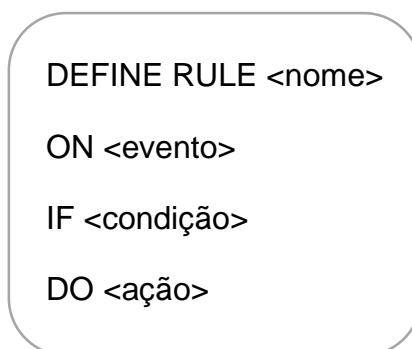 DEFINE RULE <nome>
ON <evento>
IF <condição>
DO <ação>